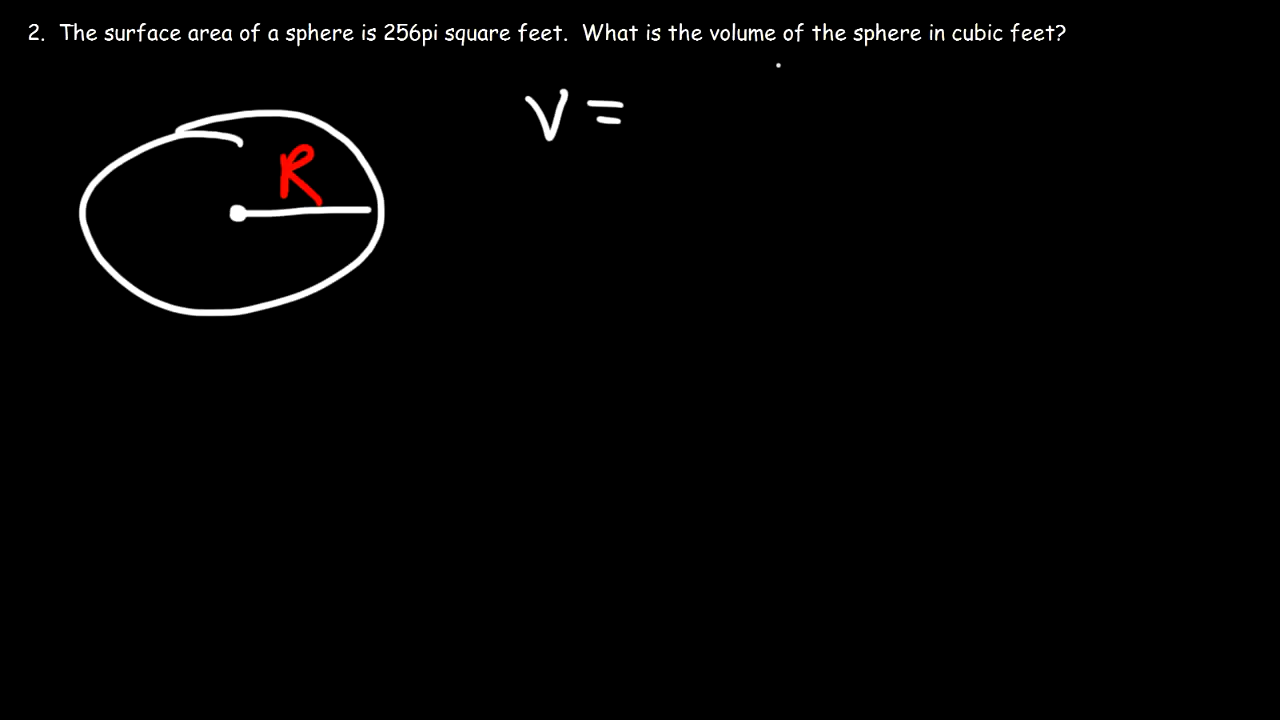 2. The surface area of a sphere is 256pi square feet. What is the volume of the sphere in cubic feet?
V =
R